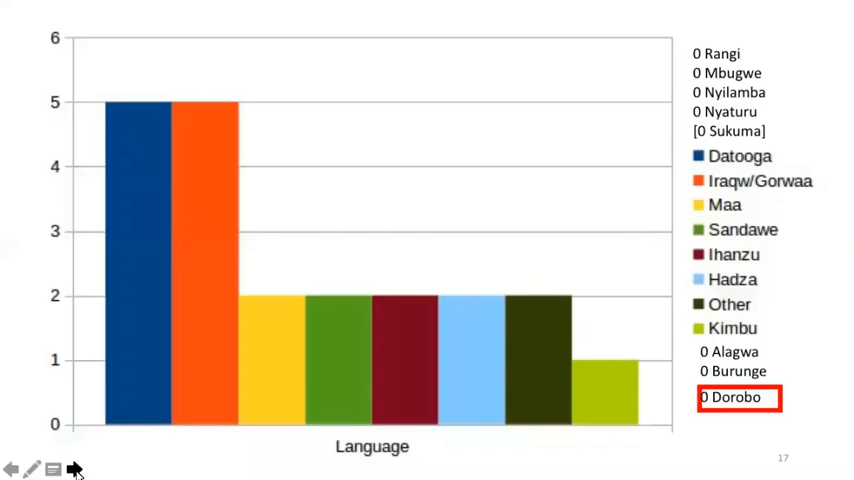 6
5
4
3
2
1
0
Language
0 Rangi
0 Mbugwe
0 Nyilamba
0 Nyaturu
[0 Sukuma]
Datooga
Iraqw/Gorwaa
Maa
Sandawe
Ihanzu
Hadza
Other
Kimbu
0 Alagwa
0 Burunge
0 Dorobo
17